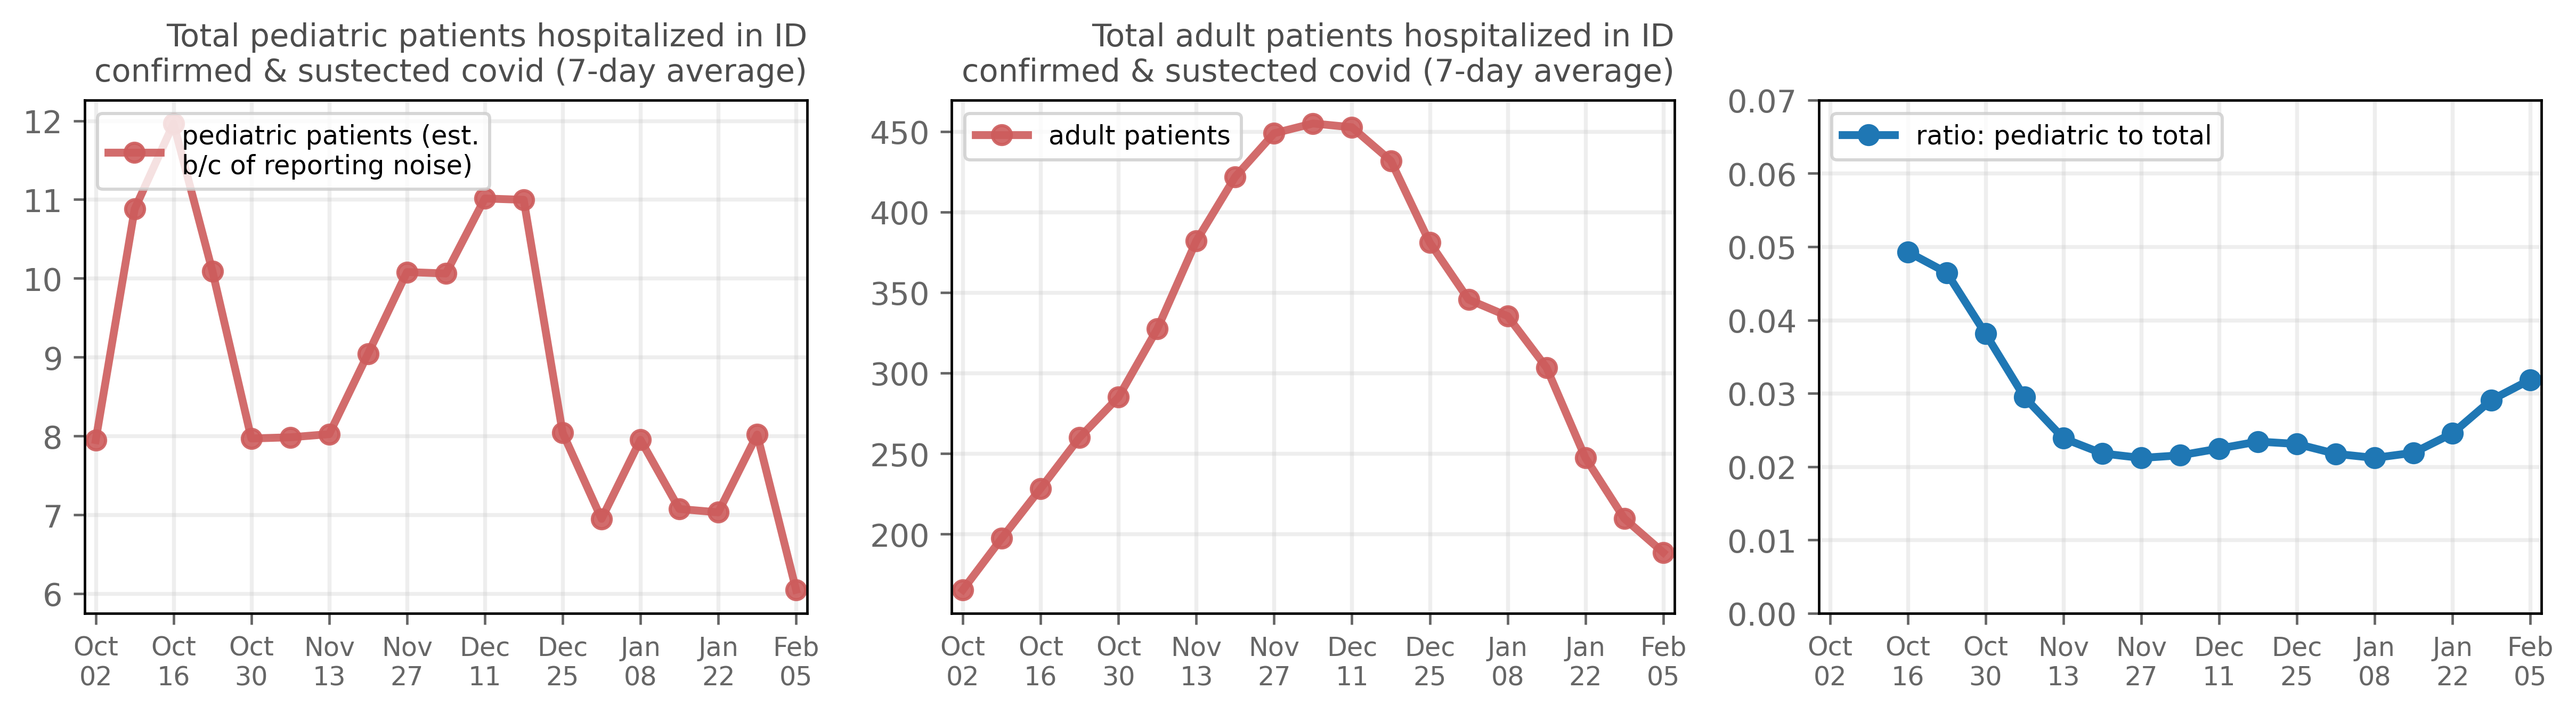 Total pediatric patients hospitalized in ID
confirmed & sustected covid (7-day average)
pediatric patients (est.
b/c of reporting noise)
12
11
10
9
8
7
6
Oct Oct Oct Nov Nov Dec Dec Jan Jan Feb
02 16 30 13 27 11 25 08 22 05
Total adult patients hospitalized in ID
confirmed & sustected covid (7-day average)
adult patients
450
400
350
300
250
200
Oct Oct Oct Nov Nov Dec Dec Jan Jan Feb
02 16 30 13 27 11 25 08 22 05
ratio: pediatric to total
0.07
0.06
0.05
0.04
0.03
0.02
0.01
0.00
Oct Oct Oct Nov Nov Dec Dec Jan Jan Feb
02 16 30 13 27 11 25 08 22 05